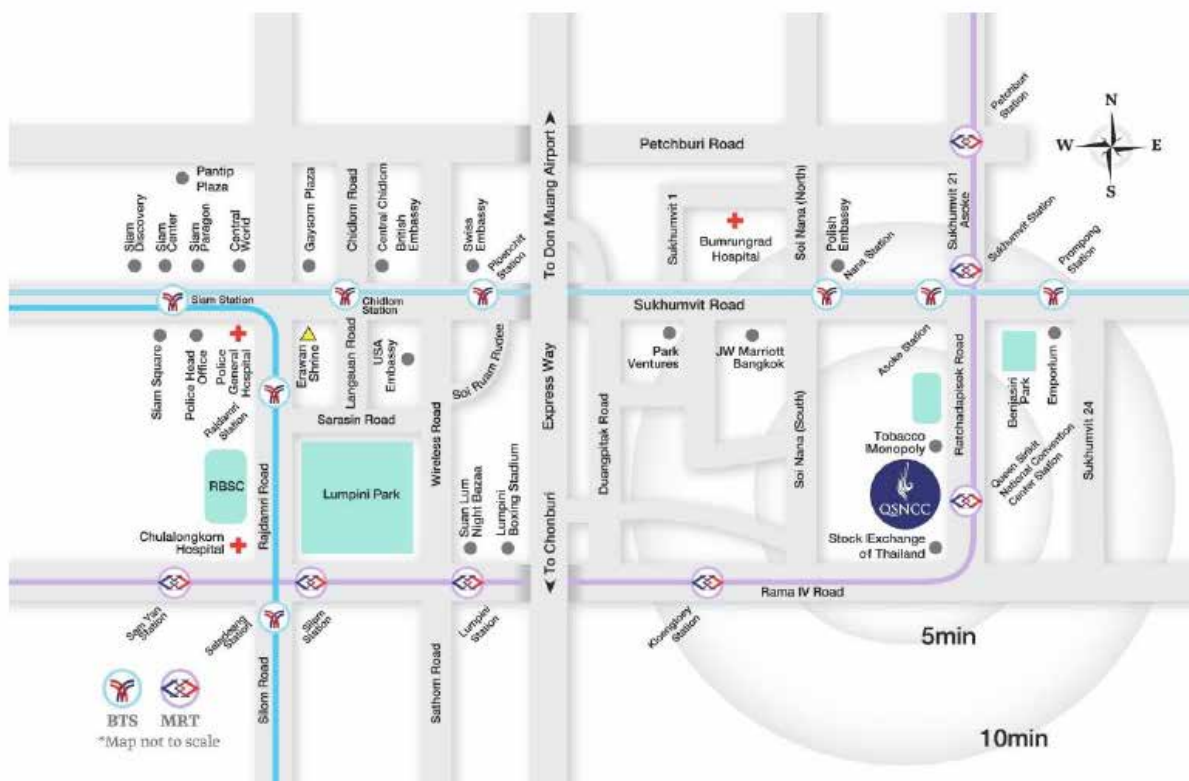 N
W
E
S
Petchburi
Station
To Don Muang Airport
Petchburi Road
Pantip
Plaza
Siam
Discovery
Siam
Center
Siam
Paragon
Central
World
Gaysorn Plaza
Chidlom Road
Central Chidlom
British
Embassy
Swiss
Embassy
Ploenchit
Station
Sukhumvit 1
Bumrungrad
Hospital
Soi Nana (North)
Polish
Embassy
Nana Station
Sukhumvit 21
Asoke
Sukhumvit Station
Promgong
Station
Siam Station
Chidlom
Station
Sukhumvit Road
Siam Square
Police Head
Office
Police
General
Hospital
Rajdamri
Station
Erawan
Shrine
Langsuan Road
USA
Embassy
Soi Ruam Rudee
Express Way
Park
Ventures
JW Marriott
Bangkok
Asoke Station
Ratchadapisek Road
Benjasiri
Park
Emporium
Sarasin Road
Wireless Road
Duangpitak Road
Soi Nana (South)
Tobacco
Monopoly
Queen Sirikit
National Convention
Center Station
Sukhumvit 24
RBSC
Rajdamri Road
Lumpini Park
Suan Lum
Night Bazaa
Lumpini
Boxing Stadium
QSNCC
Chulalongkorn
Hospital
To Chonburi
Stock Exchange
of Thailand
Rama IV Road
Sam Yan
Station
Saladaeng
Station
Silom
Station
Lumpini
Station
Klongtoey
Station
5min
Silom Road
Sathorn Road
BTS
MRT
*Map not to scale
10min